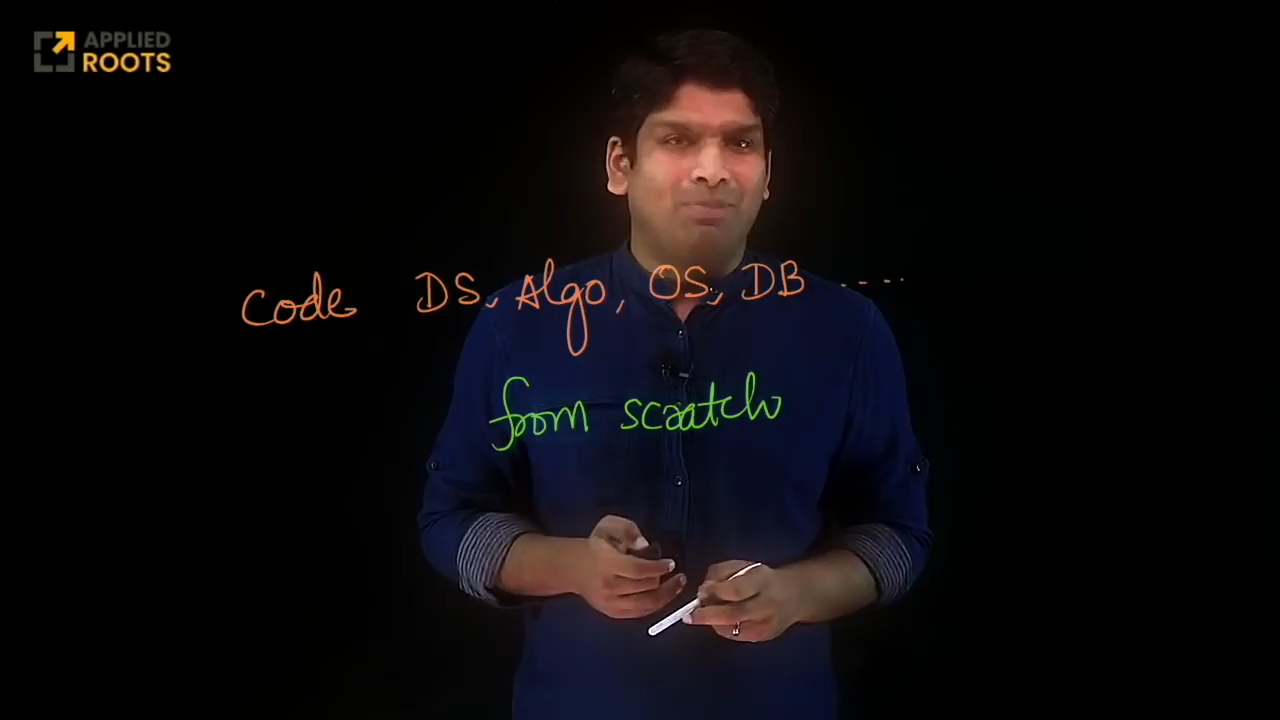 APPLIED
ROOTS
code DS, Algo, OS, DB .....
from scratch